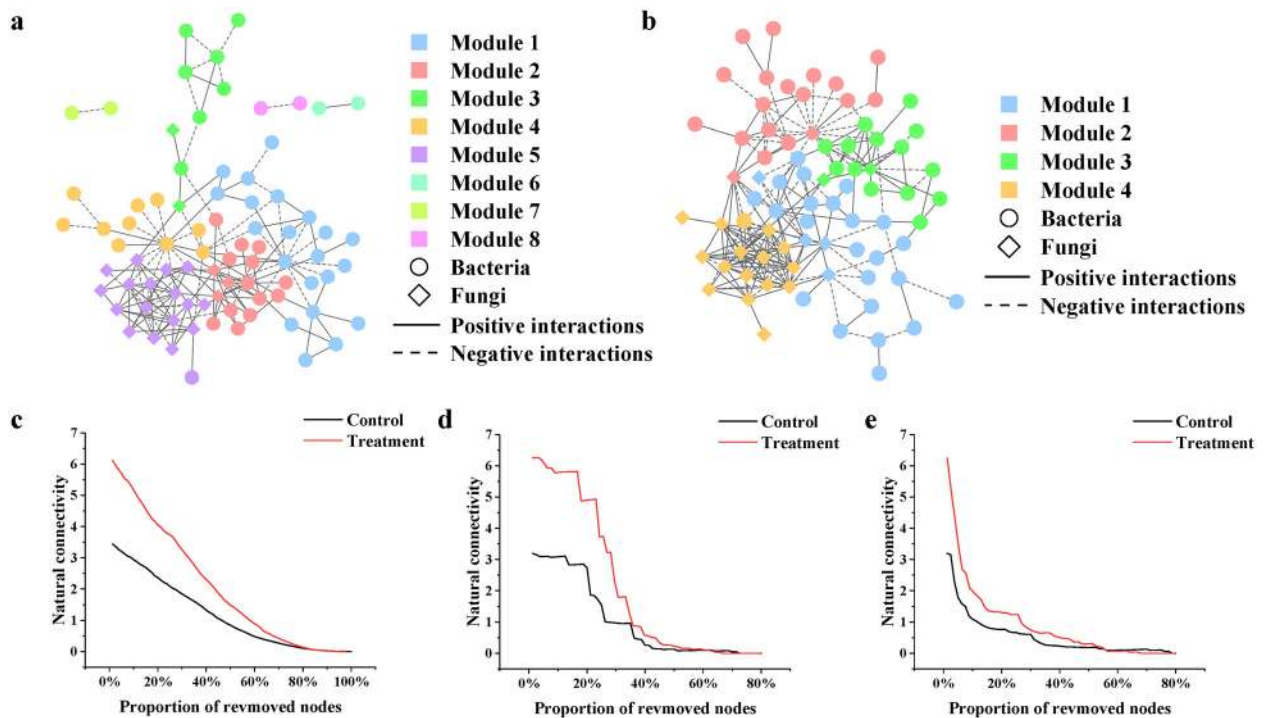 a
Module 1
Module 2
Module 3
Module 4
Module 5
Module 6
Module 7
Module 8
Bacteria
Fungi
Positive interactions
Negative interactions
b
Module 1
Module 2
Module 3
Module 4
Bacteria
Fungi
Positive interactions
Negative interactions
c
Control
Treatment
7
6
5
4
3
2
1
0
Natural connectivity
0% 20% 40% 60% 80% 100%
Proportion of revmoved nodes
d
Control
Treatment
7
6
5
4
3
2
1
0
Natural connectivity
0% 20% 40% 60% 80%
Proportion of revmoved nodes
e
Control
Treatment
7
6
5
4
3
2
1
0
Natural connectivity
0% 20% 40% 60% 80%
Proportion of revmoved nodes